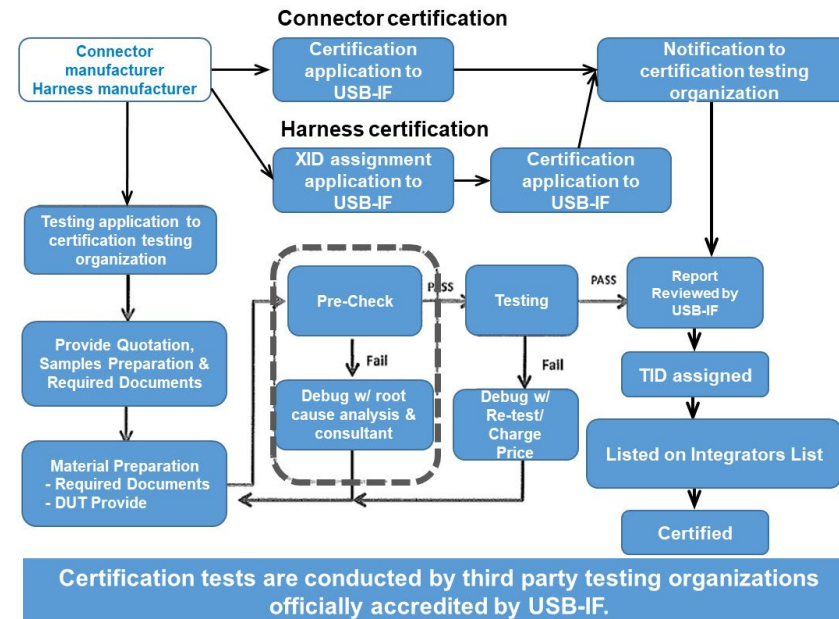 Connector certification
Connector
manufacturer
Harness manufacturer
Certification
application to
USB-IF
Notification to
certification testing
organization
Harness certification
XID assignment
application to
USB-IF
Certification
application to
USB-IF
Testing application to
certification testing
organization
Pre-Check
PASS
Testing
PASS
Report
Reviewed by
USB-IF
Fail
Fail
Provide Quotation,
Samples Preparation &
Required Documents
Debug w/ root
cause analysis &
consultant
Debug w/
Re-test/
Charge
Price
TID assigned
Material Preparation
- Required Documents
- DUT Provide
Listed on Integrators List
Certified
Certification tests are conducted by third party testing organizations
officially accredited by USB-IF.